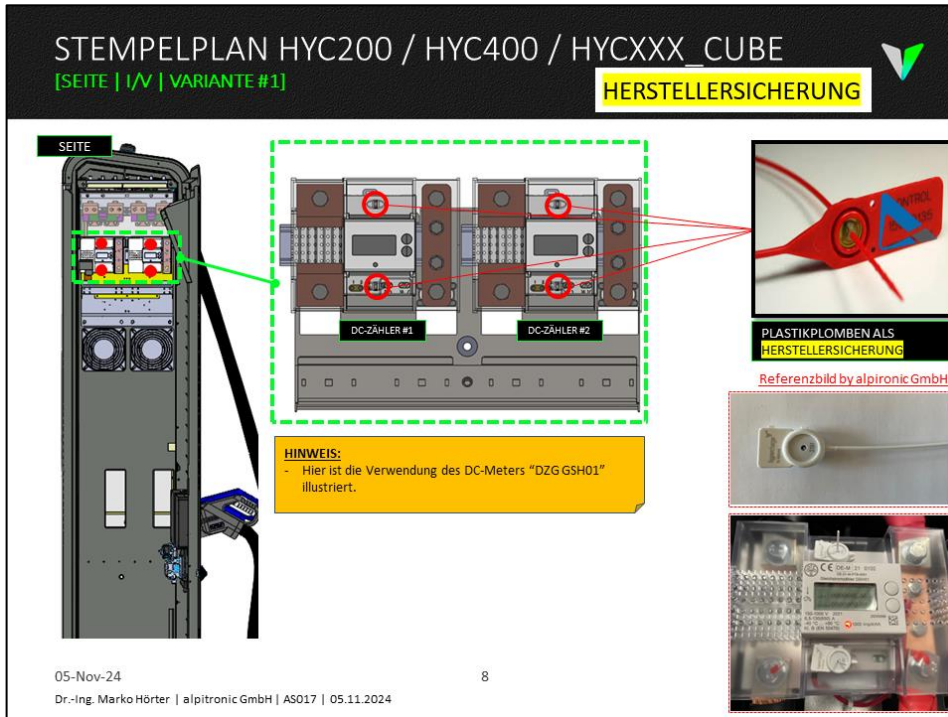 STEMPELPLAN HYC200 / HYC400 / HYCXXX_CUBE
[SEITE | I/V | VARIANTE #1]
HERSTELLERSICHERUNG
SEITE
DC-ZÄHLER #1
DC-ZÄHLER #2
CONTROL
PLASTIKPLOMBEN ALS
HERSTELLERSICHERUNG
Referenzbild by alpironic GmbH
HINWEIS:
- Hier ist die Verwendung des DC-Meters “DZG GSH01”
illustriert.
05-Nov-24
8
Dr.-Ing. Marko Hörter | alpitronic GmbH | AS017 | 05.11.2024